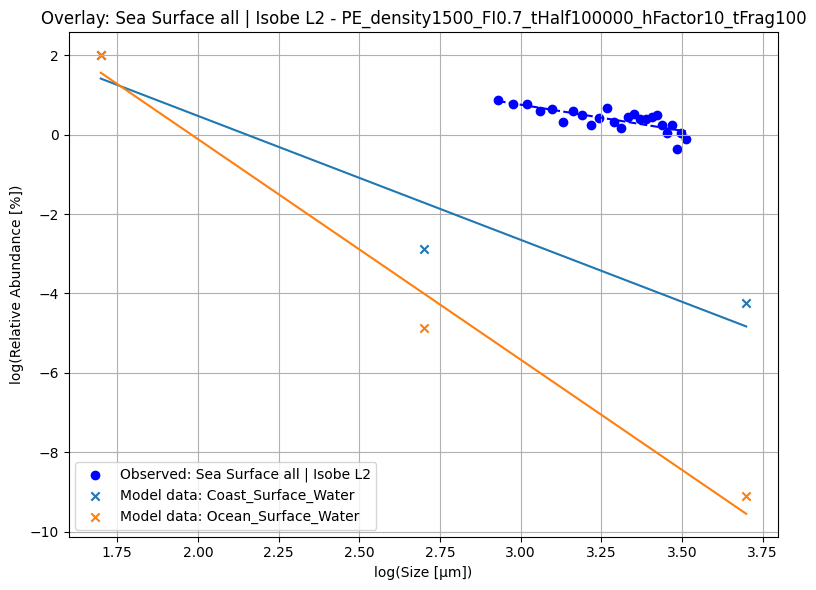 Overlay: Sea Surface all | Isobe L2 - PE_density1500_FI0.7_tHalf100000_hFactor10_tFrag100
log(Relative Abundance [%])
2
0
−2
−4
−6
−8
−10
Observed: Sea Surface all | Isobe L2
Model data: Coast_Surface_Water
Model data: Ocean_Surface_Water
1.75 2.00 2.25 2.50 2.75 3.00 3.25 3.50 3.75
log(Size [µm])